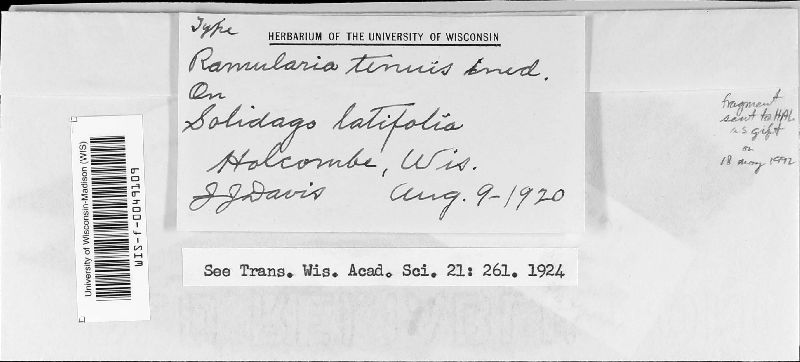 Type
HERBARIUM OF THE UNIVERSITY OF WISCONSIN
Ramularia tenuis ined.
On
Solidago latifolia
Holcombe, Wis.
J J Davis Aug. 9-1920
See Trans. Wis. Acad. Sci. 21: 261. 1924
University of Wisconsin-Madison (WIS)
WIS-f-0049109
fragment
sent to HAL
as gift
on
18 may 1992